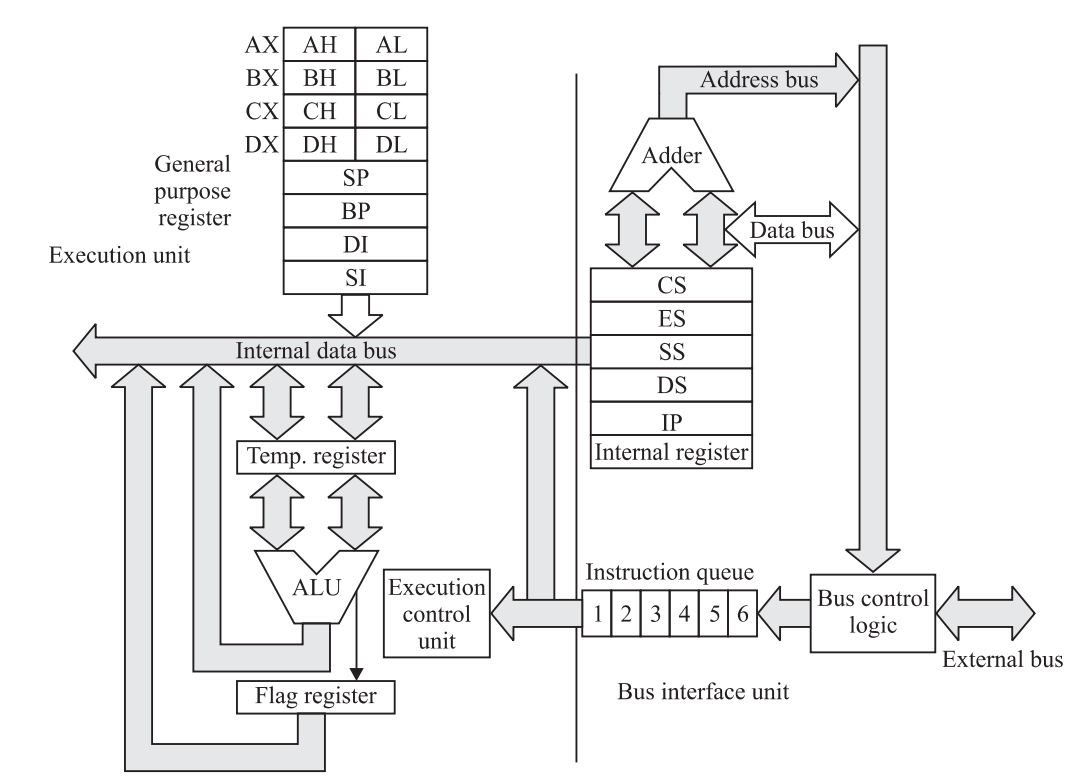 AX AH AL
BX BH BL
CX CH CL
DX DH DL
General
purpose
register
SP
BP
DI
SI
Execution unit
Internal data bus
Temp. register
ALU
Execution
control
unit
Flag register
Address bus
Adder
Data bus
CS
ES
SS
DS
IP
Internal register
Instruction queue
1 2 3 4 5 6
Bus control
logic
External bus
Bus interface unit